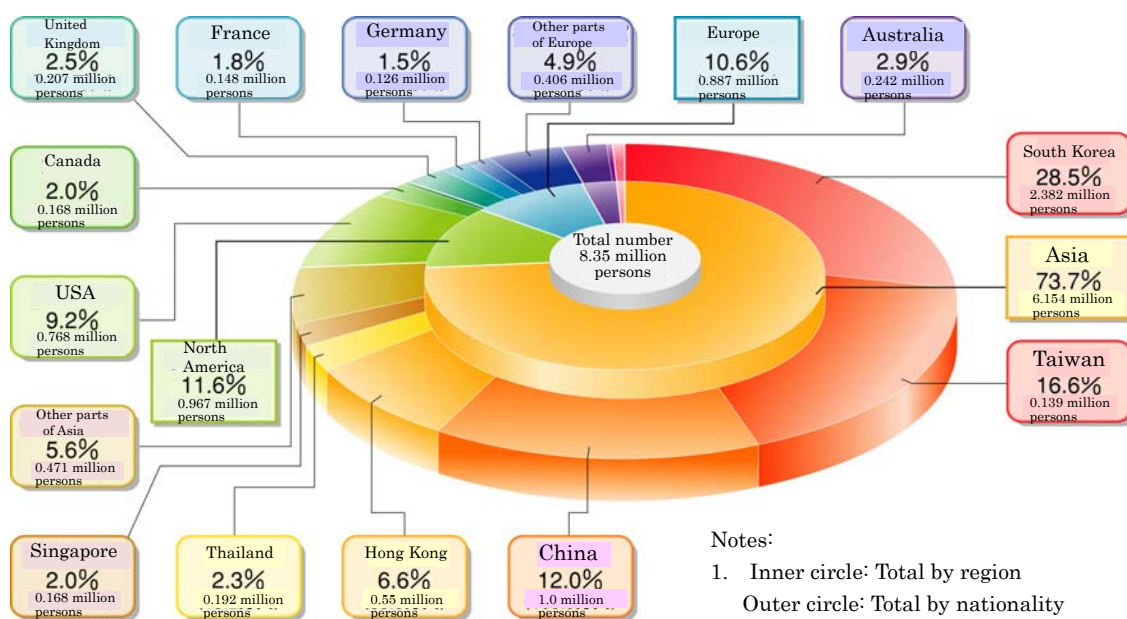 United
Kingdom
2.5%
0.207 million
persons
France
1.8%
0.148 million
persons
Germany
1.5%
0.126 million
persons
Other parts
of Europe
4.9%
0.406 million
persons
Europe
10.6%
0.887 million
persons
Australia
2.9%
0.242 million
persons
Canada
2.0%
0.168 million
persons
South Korea
28.5%
2.382 million
persons
Total number
8.35 million
persons
Asia
73.7%
6.154 million
persons
USA
9.2%
0.768 million
persons
North
America
11.6%
0.967 million
persons
Taiwan
16.6%
0.139 million
persons
Other parts
of Asia
5.6%
0.471 million
persons
Singapore
2.0%
0.168 million
persons
Thailand
2.3%
0.192 million
persons
Hong Kong
6.6%
0.55 million
persons
China
12.0%
1.0 million
persons
Notes:
1. Inner circle: Total by region
Outer circle: Total by nationality